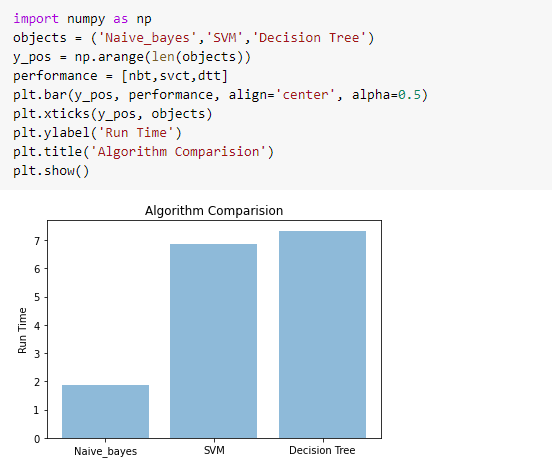 import numpy as np
objects = ('Naive_bayes','SVM','Decision Tree')
y_pos = np.arange(len(objects))
performance = [nbt,svct,dtt]
plt.bar(y_pos, performance, align='center', alpha=0.5)
plt.xticks(y_pos, objects)
plt.ylabel('Run Time')
plt.title('Algorithm Comparision')
plt.show()
Algorithm Comparision
Run Time
7
6
5
4
3
2
1
0
Naive_bayes SVM Decision Tree